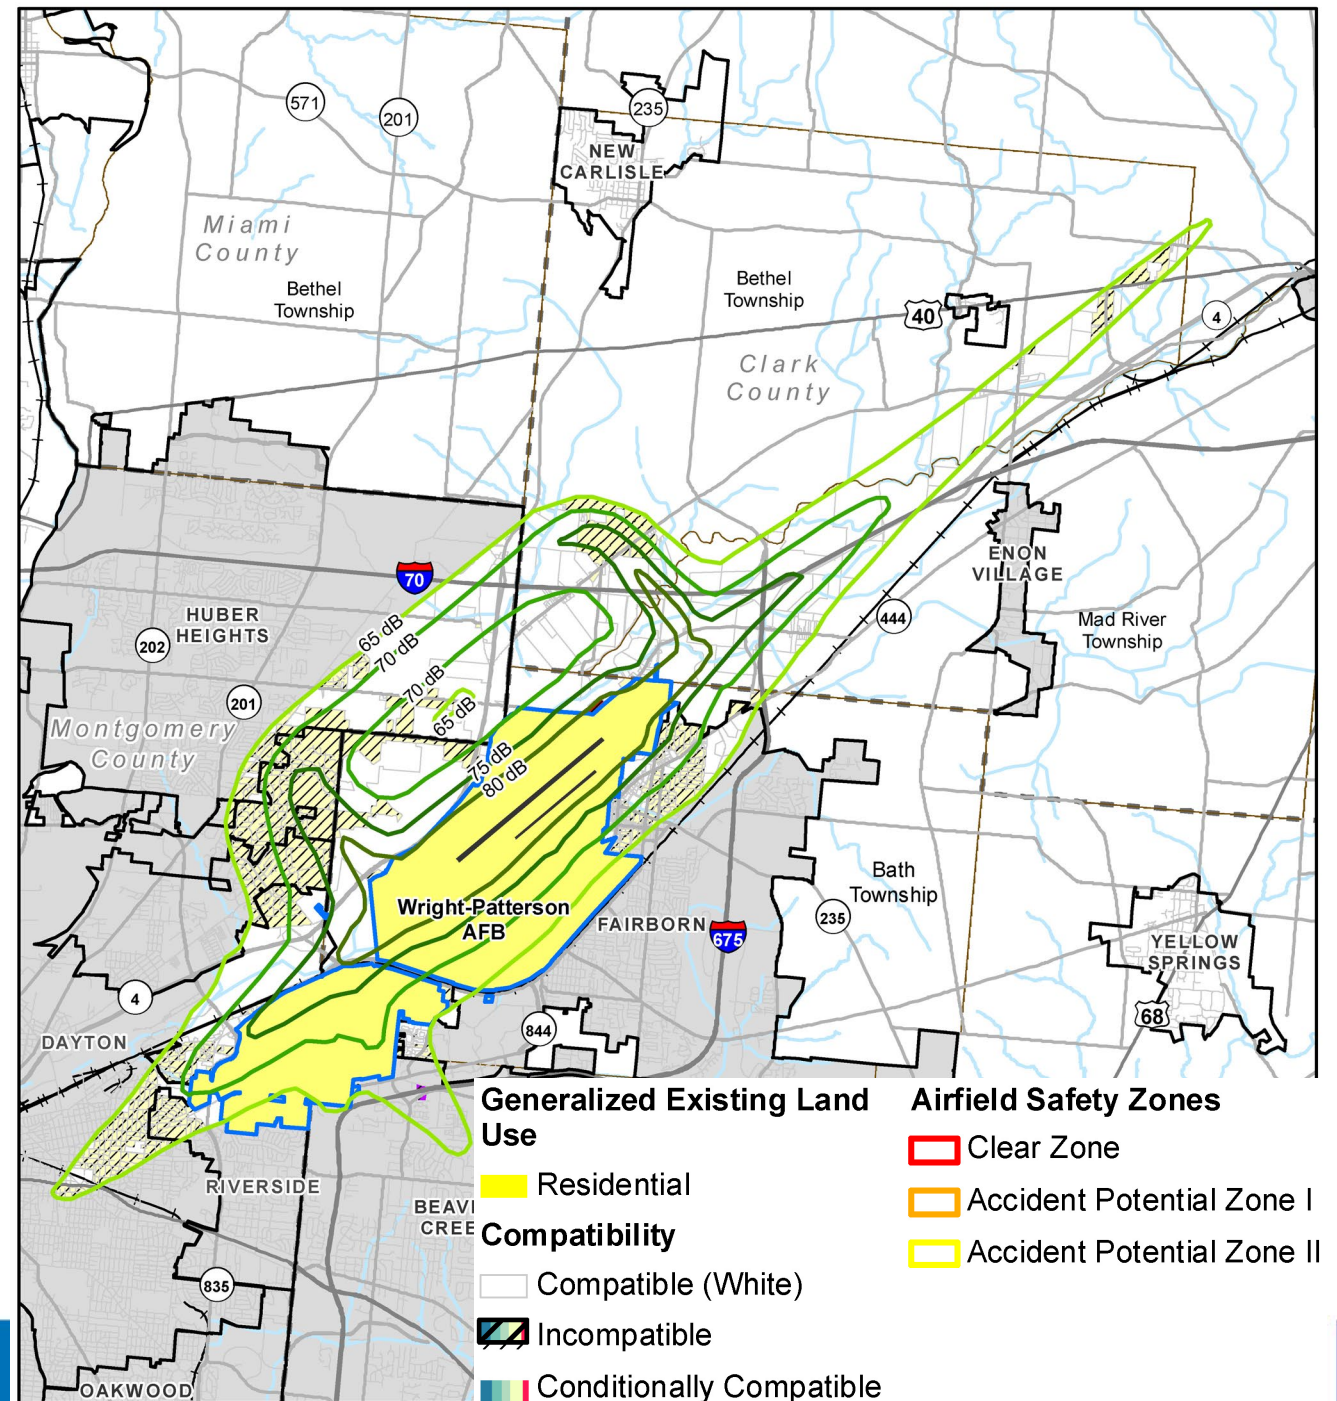 571
201
235
NEW
CARLISLE
Miami
County
Bethel
Township
Bethel
Township
40
4
Clark
County
70
ENON
VILLAGE
HUBER
HEIGHTS
202
444
Mad River
Township
65 dB
70 dB
70 dB
65 dB
201
Montgomery
County
75 dB
80 dB
Bath
Township
Wright-Patterson
AFB
FAIRBORN
675
235
YELLOW
SPRINGS
4
68
DAYTON
844
RIVERSIDE
BEAV
CREE
835
OAKWOOD
Generalized Existing Land
Use
Residential
Compatibility
Compatible (White)
Incompatible
Conditionally Compatible
Airfield Safety Zones
Clear Zone
Accident Potential Zone I
Accident Potential Zone II